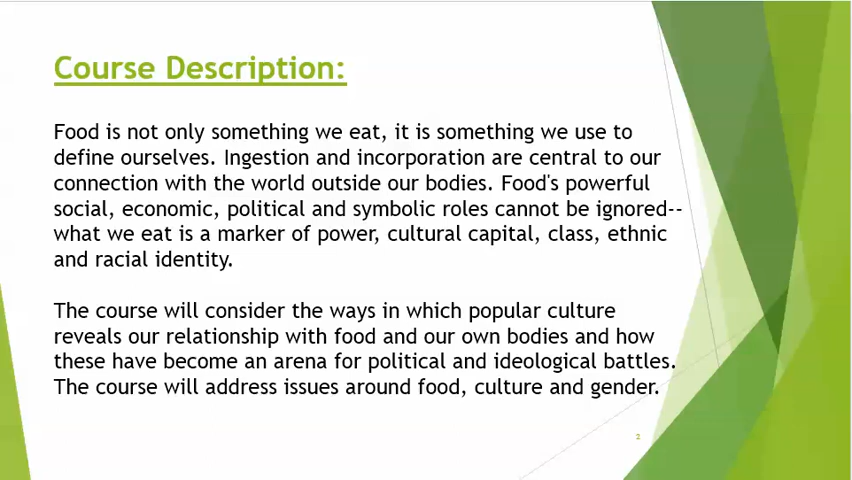 Course Description:
Food is not only something we eat, it is something we use to
define ourselves. Ingestion and incorporation are central to our
connection with the world outside our bodies. Food's powerful
social, economic, political and symbolic roles cannot be ignored--
what we eat is a marker of power, cultural capital, class, ethnic
and racial identity.
The course will consider the ways in which popular culture
reveals our relationship with food and our own bodies and how
these have become an arena for political and ideological battles.
The course will address issues around food, culture and gender.
2